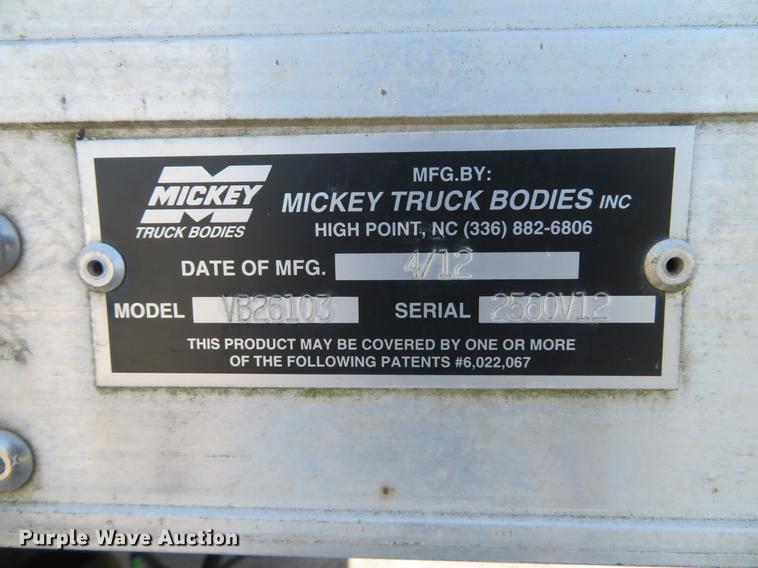 MICKEY
TRUCK BODIES
MFG.BY:
MICKEY TRUCK BODIES INC
HIGH POINT, NC (336) 882-6806
DATE OF MFG. 4/12
MODEL VB26103 SERIAL 2560V12
THIS PRODUCT MAY BE COVERED BY ONE OR MORE
OF THE FOLLOWING PATENTS #6,022,067
Purple Wave Auction